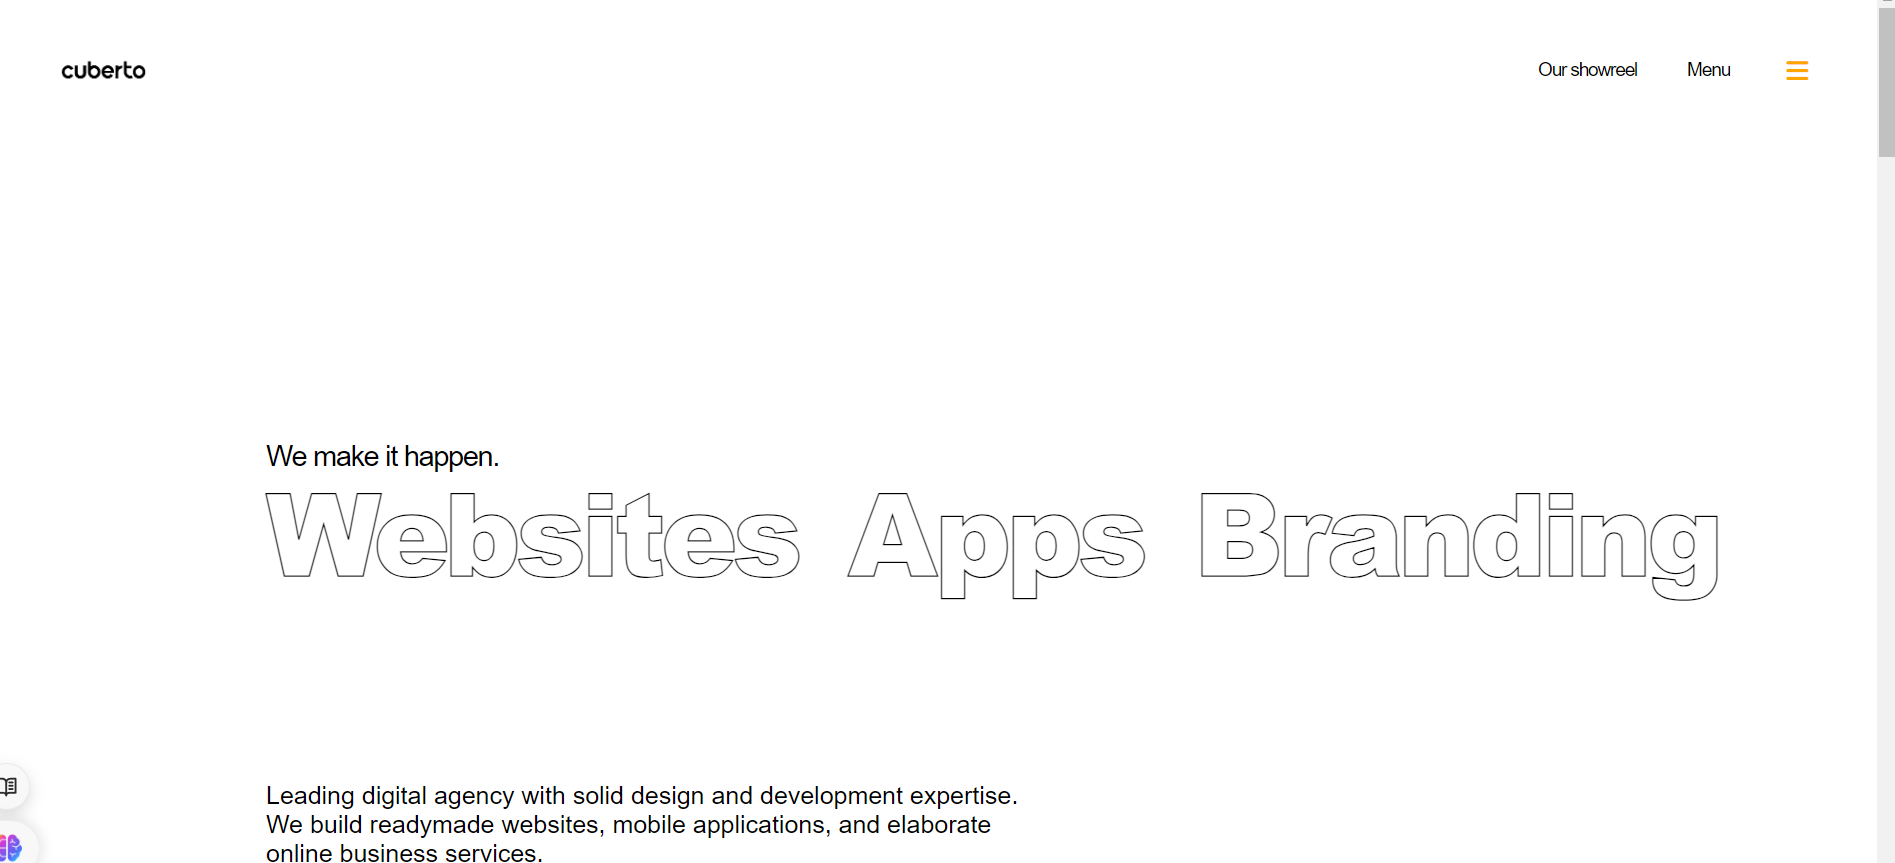 cuberto
Our showreel Menu
We make it happen.
Websites Apps Branding
Leading digital agency with solid design and development expertise.
We build readymade websites, mobile applications, and elaborate
online business services.